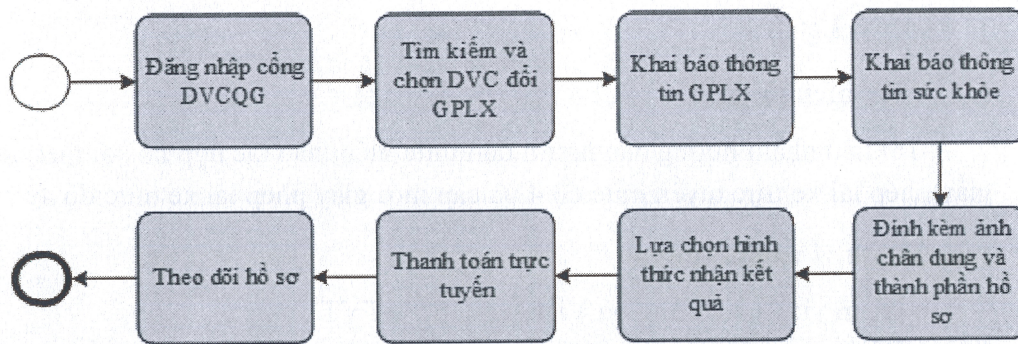 Đăng nhập cổng
DVCQG
Tìm kiếm và
chọn DVC đổi
GPLX
Khai báo thông
tin GPLX
Khai báo thông
tin sức khỏe
Đính kèm ảnh
chân dung và
thành phần hồ
sơ
Lựa chọn hình
thức nhận kết
quả
Thanh toán trực
tuyến
Theo dõi hồ sơ